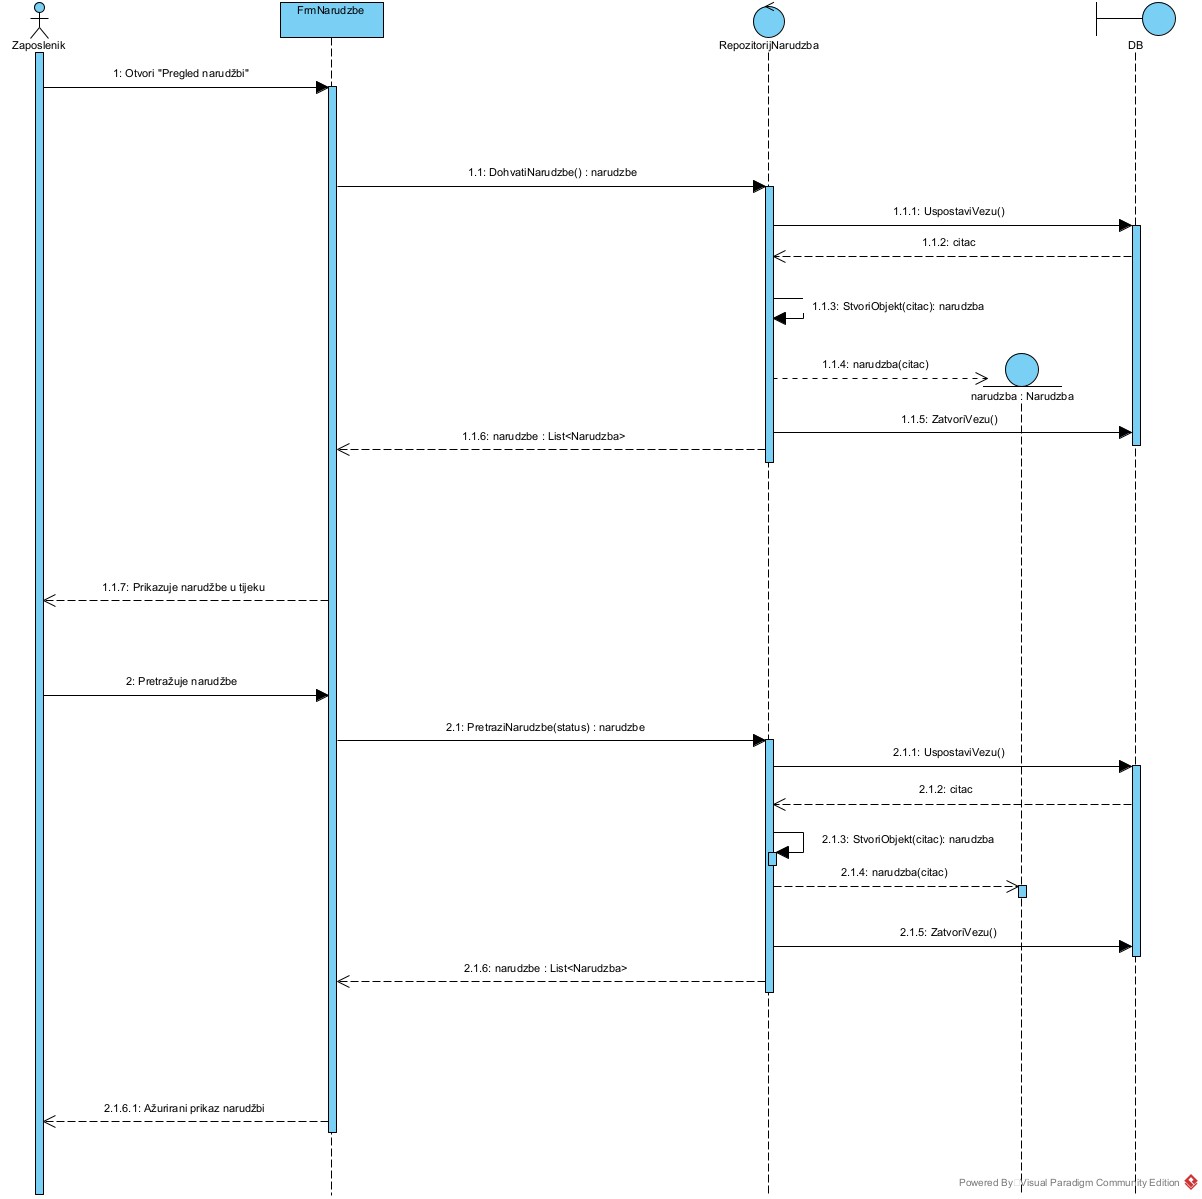 FrmNarudzbe
Zaposlenik
RepozitorijNarudzba
DB
1: Otvori "Pregled narudžbi"
1.1: DohvatiNarudzbe() : narudzbe
1.1.1: UspostaviVezu()
1.1.2: citac
1.1.3: StvoriObjekt(citac): narudzba
1.1.4: narudzba(citac)
narudzba : Narudzba
1.1.5: ZatvoriVezu()
1.1.6: narudzbe : List<Narudzba>
1.1.7: Prikazuje narudžbe u tijeku
2: Pretražuje narudžbe
2.1: PretraziNarudzbe(status) : narudzbe
2.1.1: UspostaviVezu()
2.1.2: citac
2.1.3: StvoriObjekt(citac): narudzba
2.1.4: narudzba(citac)
2.1.5: ZatvoriVezu()
2.1.6: narudzbe : List<Narudzba>
2.1.6.1: Ažurirani prikaz narudžbi
Powered By Visual Paradigm Community Edition